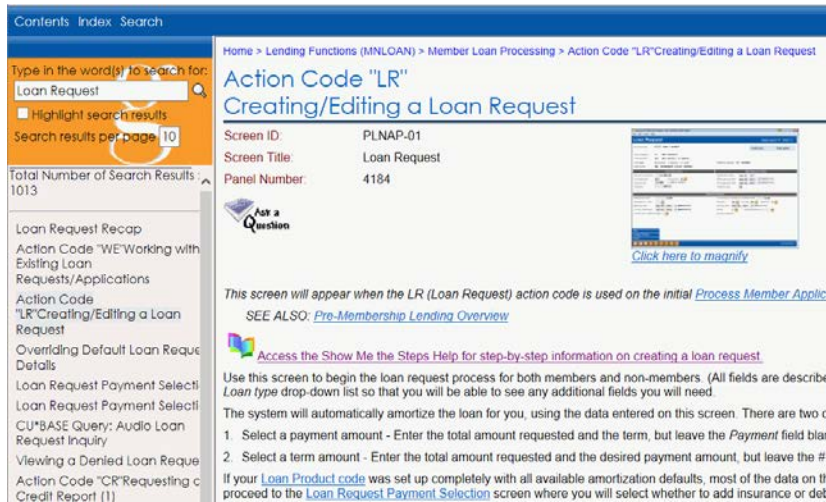 Contents Index Search
Type in the word(s) to search for:
Loan Request
Highlight search results
Search results per page 10
Total Number of Search Results :
1013
Loan Request Recap
Action Code "WE"Working with
Existing Loan
Requests/Applications
Action Code
"LR"Creating/Editing a Loan
Request
Overriding Default Loan Reque
Details
Loan Request Payment Selecti
Loan Request Payment Selecti
CU*BASE Query: Audio Loan
Request Inquiry
Viewing a Denied Loan Reque
Action Code "CR"Requesting c
Credit Report (1)
Home > Lending Functions (MNLOAN) > Member Loan Processing > Action Code "LR"Creating/Editing a Loan Request
Action Code "LR"
Creating/Editing a Loan Request
Screen ID: PLNAP-01
Screen Title: Loan Request
Panel Number: 4184
Ask a
Question
Click here to magnify
This screen will appear when the LR (Loan Request) action code is used on the initial Process Member Applic
SEE ALSO: Pre-Membership Lending Overview
Access the Show Me the Steps Help for step-by-step information on creating a loan request.
Use this screen to begin the loan request process for both members and non-members. (All fields are describe
Loan type drop-down list so that you will be able to see any additional fields you will need.
The system will automatically amortize the loan for you, using the data entered on this screen. There are two c
1. Select a payment amount - Enter the total amount requested and the term, but leave the Payment field blar
2. Select a term amount - Enter the total amount requested and the desired payment amount, but leave the #
If your Loan Product code was set up completely with all available amortization defaults, most of the data on th
proceed to the Loan Request Payment Selection screen where you will select whether to add insurance or det